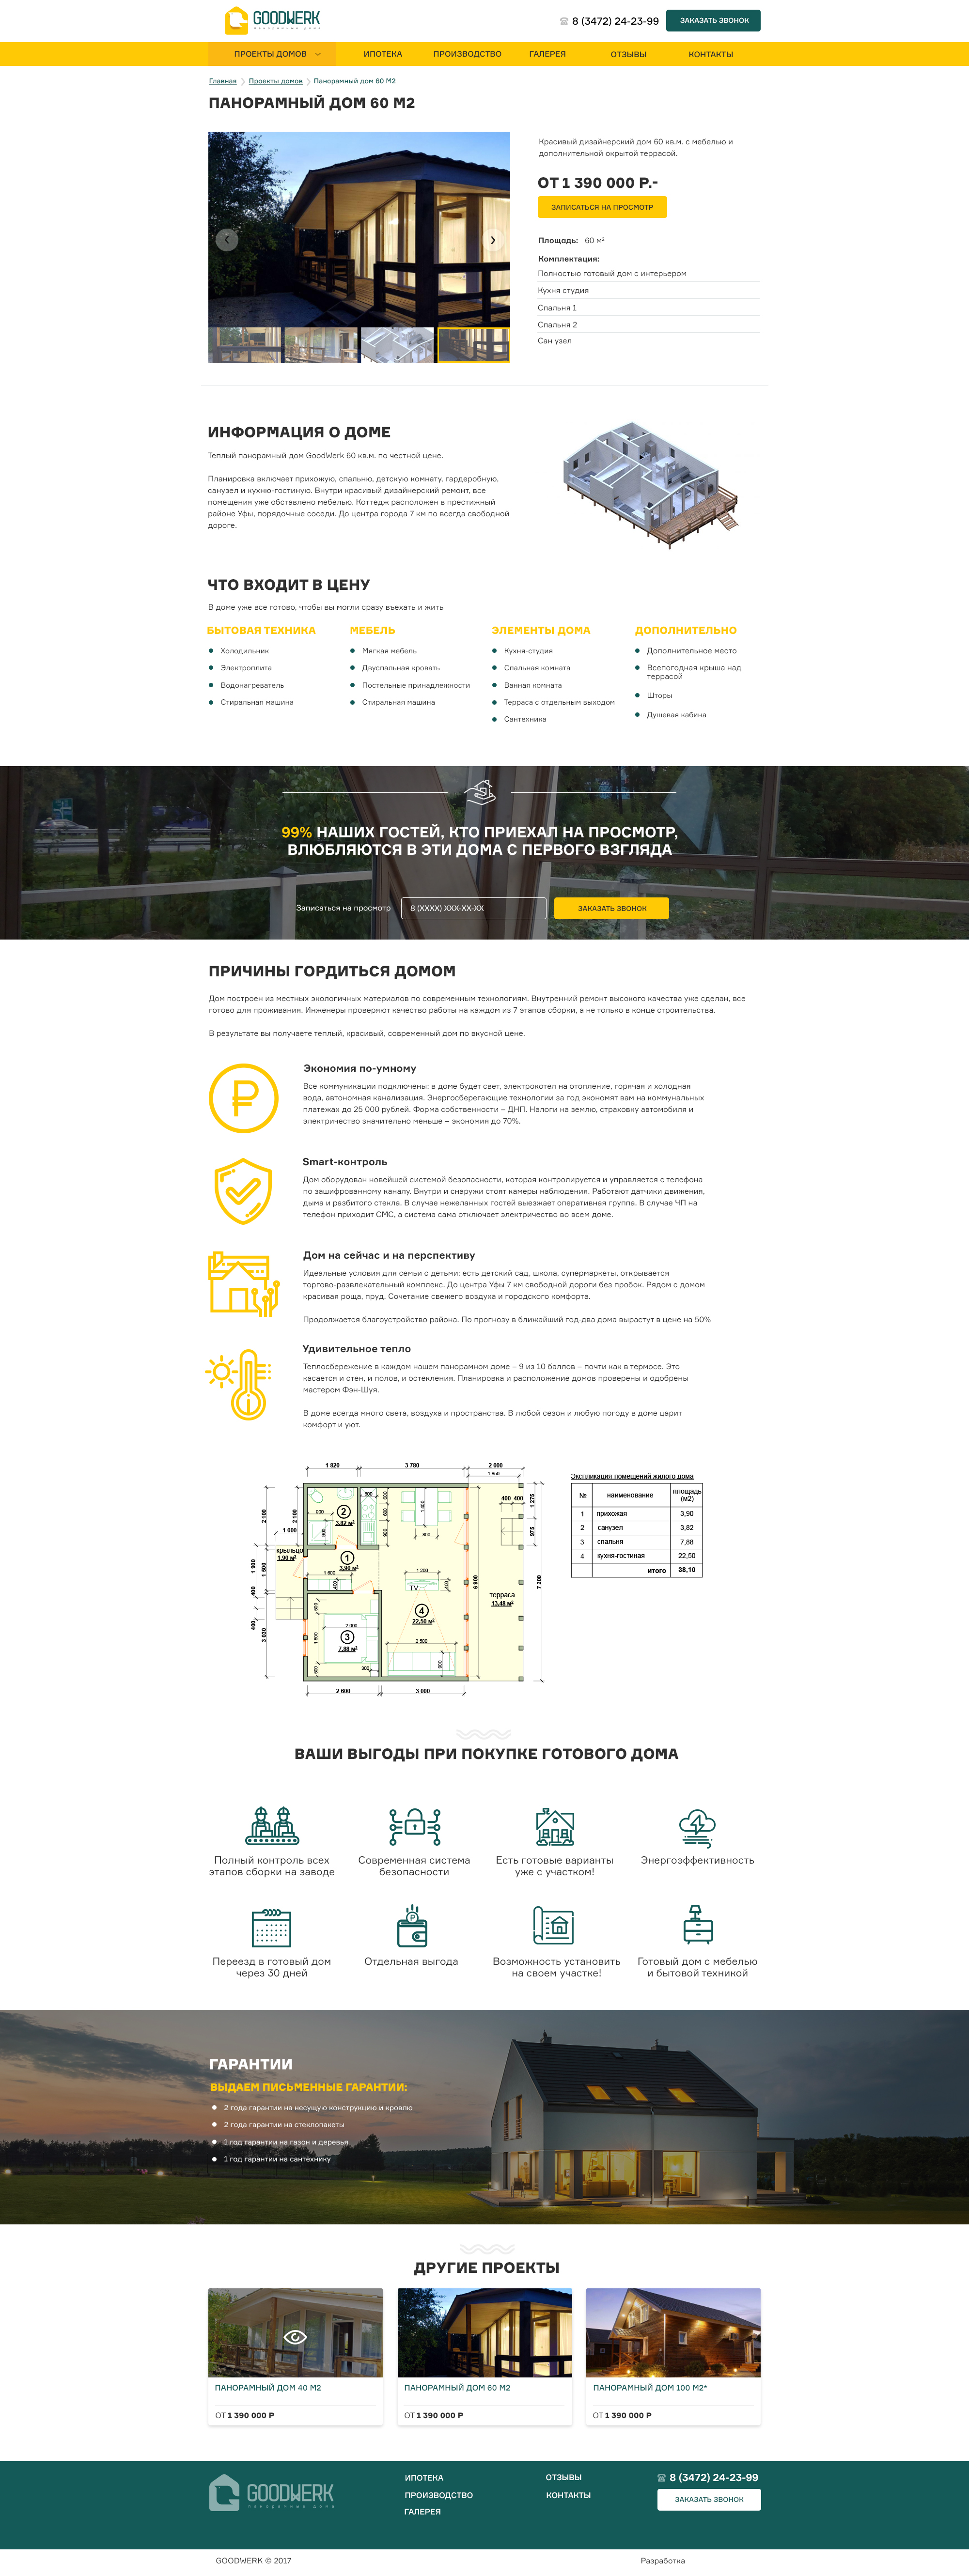 GOODWERK
панорамные дома
8 (3472) 24-23-99
ЗАКАЗАТЬ ЗВОНОК
ПРОЕКТЫ ДОМОВ
ИПОТЕКА
ПРОИЗВОДСТВО
ГАЛЕРЕЯ
ОТЗЫВЫ
КОНТАКТЫ
Главная
Проекты домов
Панорамный дом 60 М2
ПАНОРАМНЫЙ ДОМ 60 М2
Красивый дизайнерский дом 60 кв.м. с мебелью и
дополнительной окрытой террасой.
ОТ 1 390 000 Р.-
ЗАПИСАТЬСЯ НА ПРОСМОТР
Площадь: 60 м²
Комплектация:
Полностью готовый дом с интерьером
Кухня студия
Спальня 1
Спальня 2
Сан узел
ИНФОРМАЦИЯ О ДОМЕ
Теплый панорамный дом GoodWerk 60 кв.м. по честной цене.
Планировка включает прихожую, спальню, детскую комнату, гардеробную,
санузел и кухню-гостиную. Внутри красивый дизайнерский ремонт, все
помещения уже обставлено мебелью. Коттедж расположен в престижный
районе Уфы, порядочные соседи. До центра города 7 км по всегда свободной
дороге.
ЧТО ВХОДИТ В ЦЕНУ
В доме уже все готово, чтобы вы могли сразу въехать и жить
БЫТОВАЯ ТЕХНИКА
Холодильник
Электроплита
Водонагреватель
Стиральная машина
МЕБЕЛЬ
Мягкая мебель
Двуспальная кровать
Постельные принадлежности
Стиральная машина
ЭЛЕМЕНТЫ ДОМА
Кухня-студия
Спальная комната
Ванная комната
Терраса с отдельным выходом
Сантехника
ДОПОЛНИТЕЛЬНО
Дополнительное место
Всепогодная крыша над
террасой
Шторы
Душевая кабина
99% НАШИХ ГОСТЕЙ, КТО ПРИЕХАЛ НА ПРОСМОТР,
ВЛЮБЛЯЮТСЯ В ЭТИ ДОМА С ПЕРВОГО ВЗГЛЯДА
Записаться на просмотр
8 (XXXX) XXX-XX-XX
ЗАКАЗАТЬ ЗВОНОК
ПРИЧИНЫ ГОРДИТЬСЯ ДОМОМ
Дом построен из местных экологичных материалов по современным технологиям. Внутренний ремонт высокого качества уже сделан, все
готово для проживания. Инженеры проверяют качество работы на каждом из 7 этапов сборки, а не только в конце строительства.
В результате вы получаете теплый, красивый, современный дом по вкусной цене.
Экономия по-умному
Все коммуникации подключены: в доме будет свет, электрокотел на отопление, горячая и холодная
вода, автономная канализация. Энергосберегающие технологии за год экономят вам на коммунальных
платежах до 25 000 рублей. Форма собственности – ДНП. Налоги на землю, страховку автомобиля и
электричество значительно меньше – экономия до 70%.
Smart-контроль
Дом оборудован новейшей системой безопасности, которая контролируется и управляется с телефона
по зашифрованному каналу. Внутри и снаружи стоят камеры наблюдения. Работают датчики движения,
дыма и разбитого стекла. В случае нежеланных гостей выезжает оперативная группа. В случае ЧП на
телефон приходит СМС, а система сама отключает электричество во всем доме.
Дом на сейчас и на перспективу
Идеальные условия для семьи с детьми: есть детский сад, школа, супермаркеты, открывается
торгово-развлекательный комплекс. До центра Уфы 7 км свободной дороги без пробок. Рядом с домом
красивая роща, пруд. Сочетание свежего воздуха и городского комфорта.
Продолжается благоустройство района. По прогнозу в ближайший год-два дома вырастут в цене на 50%
Удивительное тепло
Теплосбережение в каждом нашем панорамном доме – 9 из 10 баллов – почти как в термосе. Это
касается и стен, и полов, и остекления. Планировка и расположение домов проверены и одобрены
мастером Фэн-Шуя.
В доме всегда много света, воздуха и пространства. В любой сезон и любую погоду в доме царит
комфорт и уют.
1 820
3 780
2 000
1 950
400 400
1 275
975
7 200
6 900
2 100
2 100
1 000
крыльцо
1,90 м²
1 900
1 500
400
400
3 030
2
3,82 м²
1
3,90 м²
1 600
4
22,50 м²
3
7,88 м²
2 000
1 200
TV
2 500
терраса
13,48 м²
2 600
3 000
Экспликация помещений жилого дома
№ наименование площадь
(м2)
1 прихожая 3,90
2 санузел 3,82
3 спальня 7,88
4 кухня-гостиная 22,50
итого 38,10
ВАШИ ВЫГОДЫ ПРИ ПОКУПКЕ ГОТОВОГО ДОМА
Полный контроль всех
этапов сборки на заводе
Современная система
безопасности
Есть готовые варианты
уже с участком!
Энергоэффективность
Переезд в готовый дом
через 30 дней
Отдельная выгода
Возможность установить
на своем участке!
Готовый дом с мебелью
и бытовой техникой
ГАРАНТИИ
ВЫДАЕМ ПИСЬМЕННЫЕ ГАРАНТИИ:
2 года гарантии на несущую конструкцию и кровлю
2 года гарантии на стеклопакеты
1 год гарантии на газон и деревья
1 год гарантии на сантехнику
ДРУГИЕ ПРОЕКТЫ
ПАНОРАМНЫЙ ДОМ 40 М2
ОТ 1 390 000 Р
ПАНОРАМНЫЙ ДОМ 60 М2
ОТ 1 390 000 Р
ПАНОРАМНЫЙ ДОМ 100 М2*
ОТ 1 390 000 Р
GOODWERK
панорамные дома
ИПОТЕКА
ПРОИЗВОДСТВО
ГАЛЕРЕЯ
ОТЗЫВЫ
КОНТАКТЫ
8 (3472) 24-23-99
ЗАКАЗАТЬ ЗВОНОК
GOODWERK © 2017
Разработка